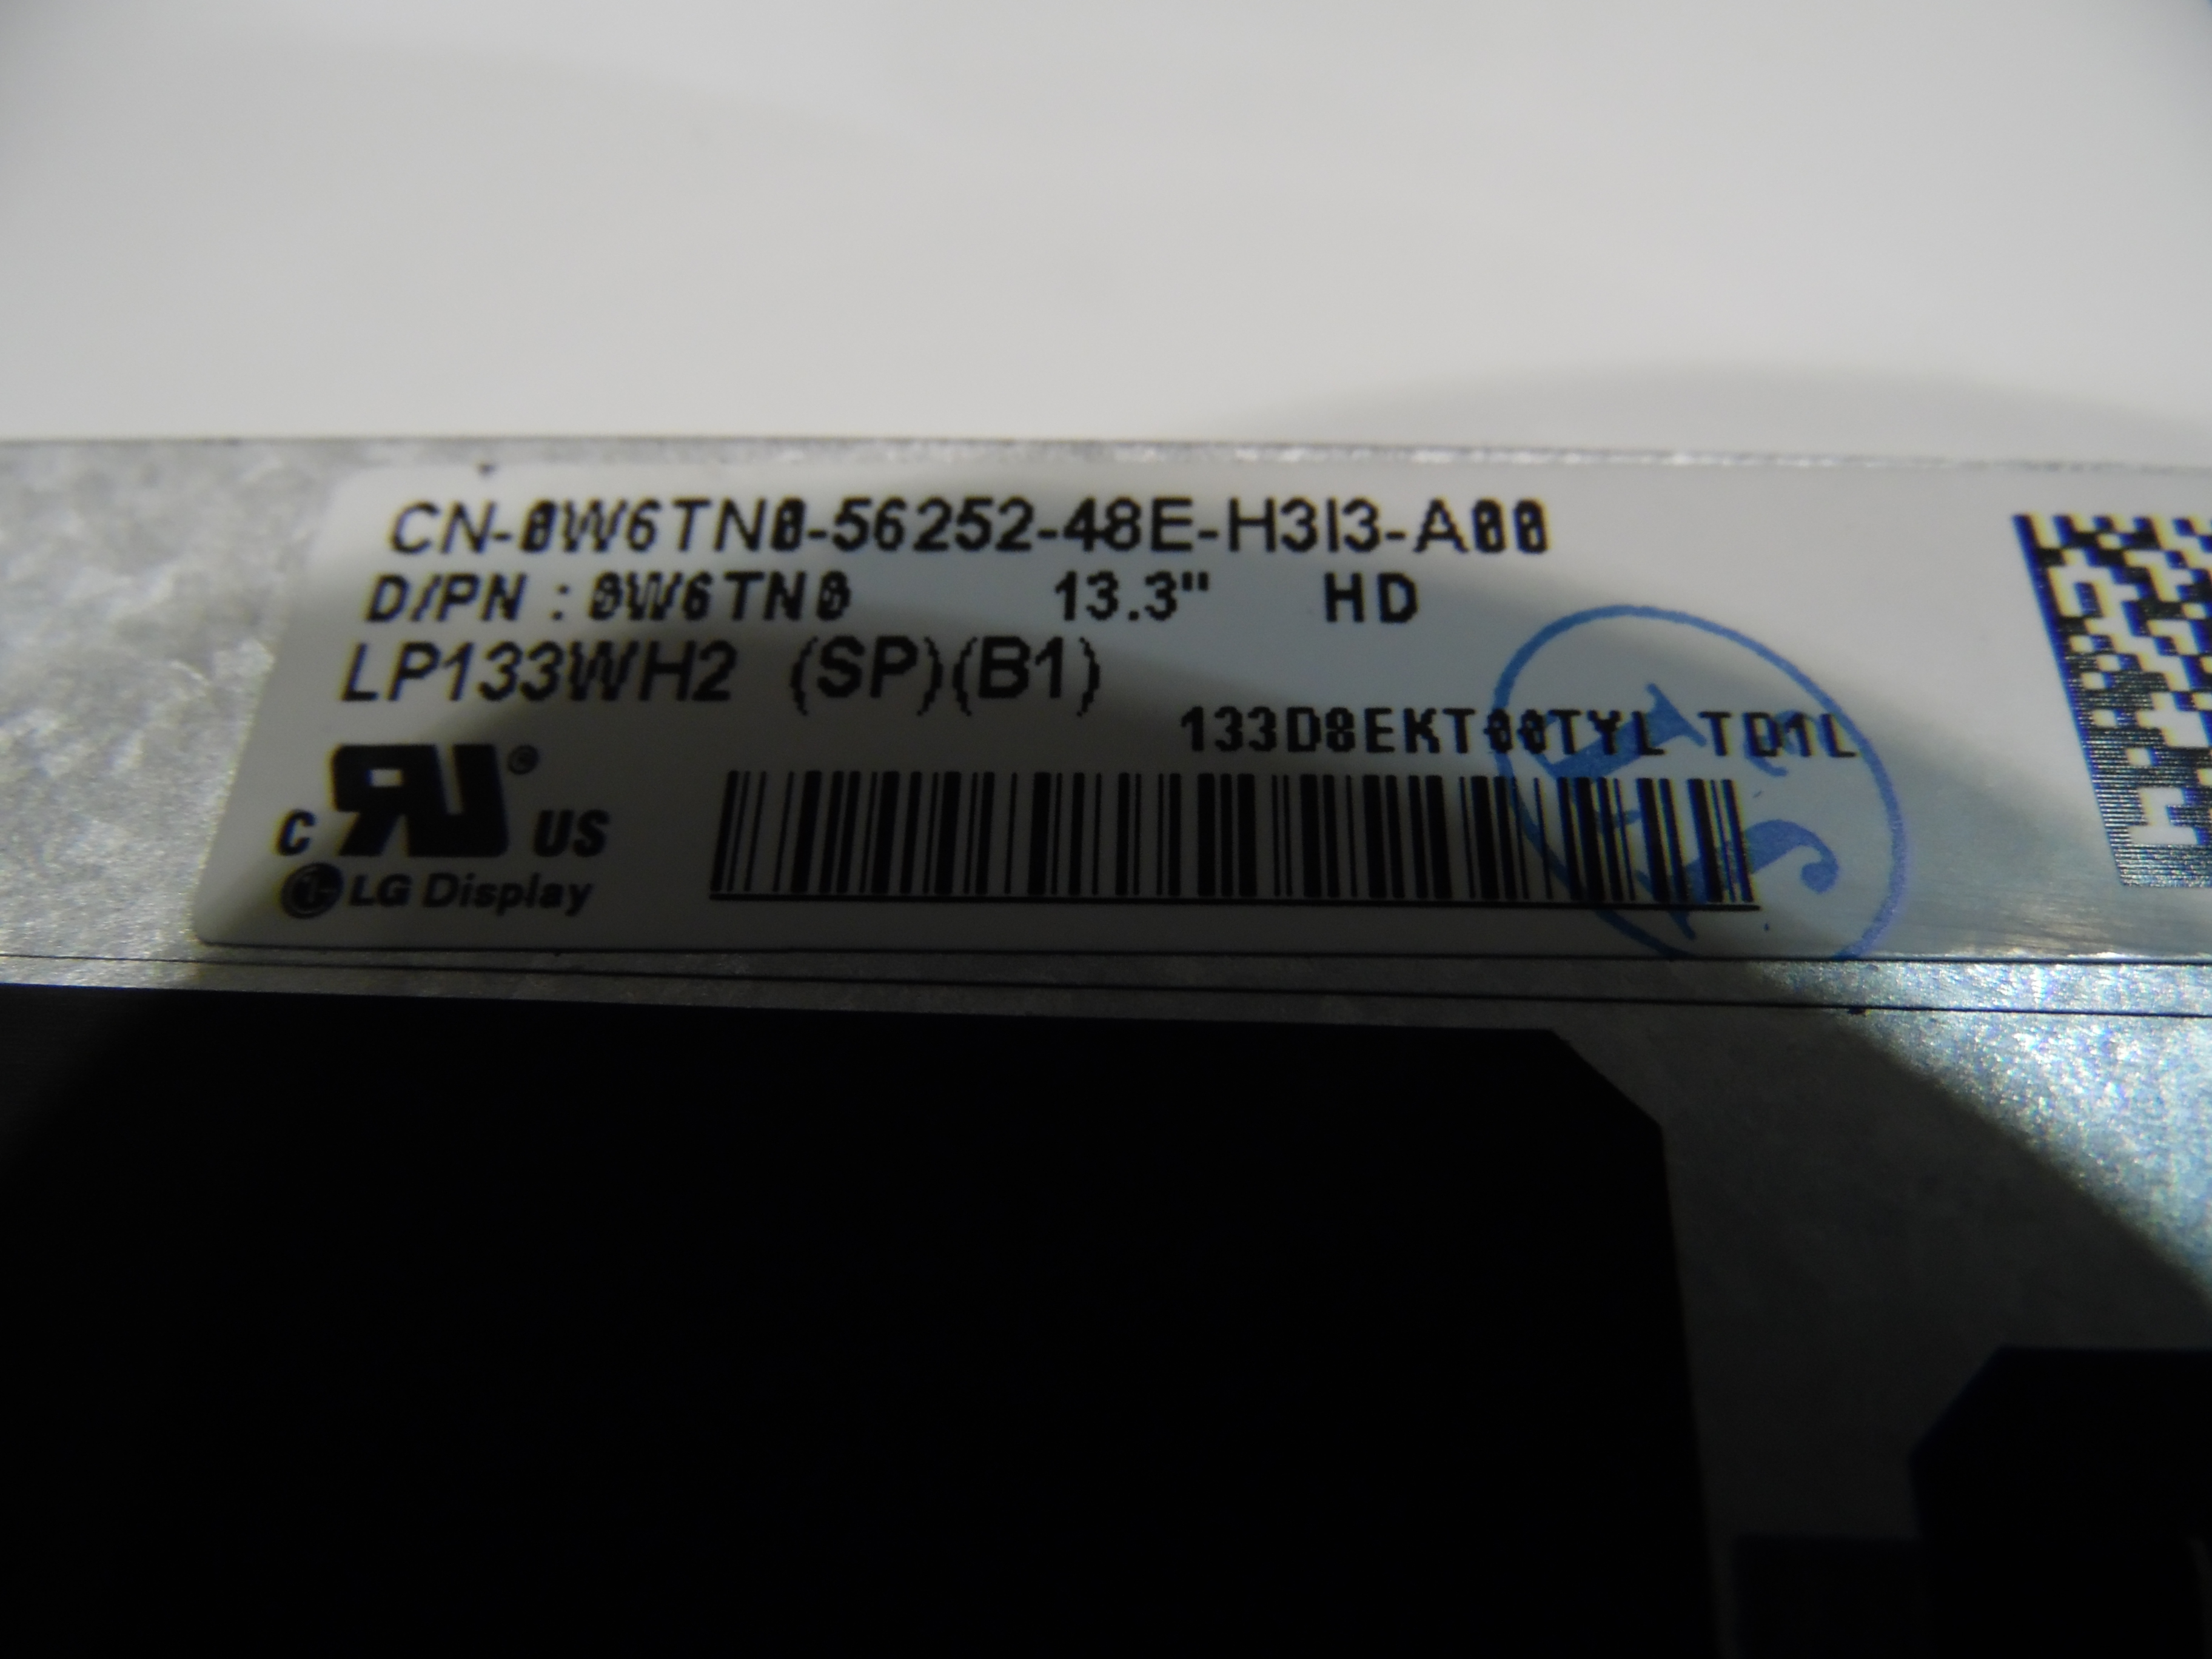 CN-0W6TN0-56252-48E-H3I3-A00
D/PN : 0W6TN0 13.3" HD
LP133WH2 (SP)(B1)
133D8EKT00TYL TD1L
c RU® US
LG Display